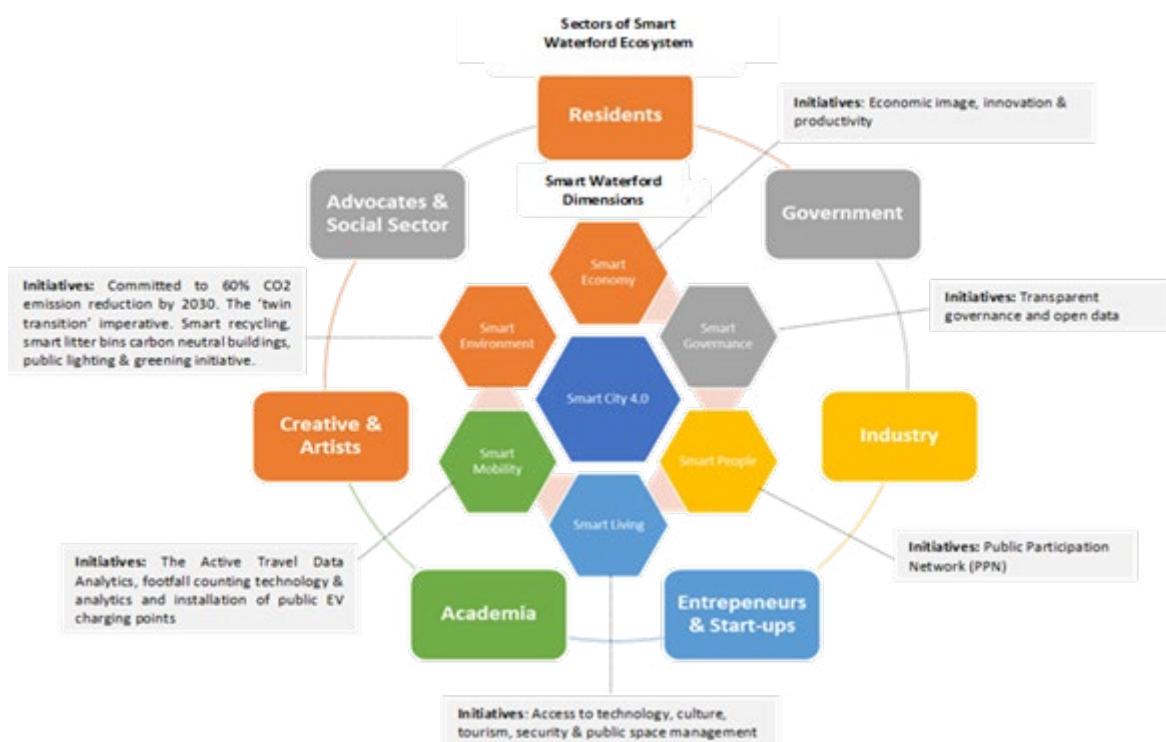 Sectors of Smart
Waterford Ecosystem
Residents
Initiatives: Economic image, innovation &
productivity
Advocates &
Social Sector
Smart Waterford
Dimensions
Government
Smart
Economy
Initiatives: Committed to 60% CO2
emission reduction by 2030. The ‘twin
transition’ imperative. Smart recycling,
smart litter bins carbon neutral buildings,
public lighting & greening initiative.
Smart
Environment
Smart
Governance
Initiatives: Transparent
governance and open data
Smart City 4.0
Creative &
Artists
Industry
Smart
Mobility
Smart People
Smart Living
Initiatives: The Active Travel Data
Analytics, footfall counting technology &
analytics and installation of public EV
charging points
Initiatives: Public Participation
Network (PPN)
Academia
Entrepeneurs
& Start-ups
Initiatives: Access to technology, culture,
tourism, security & public space management